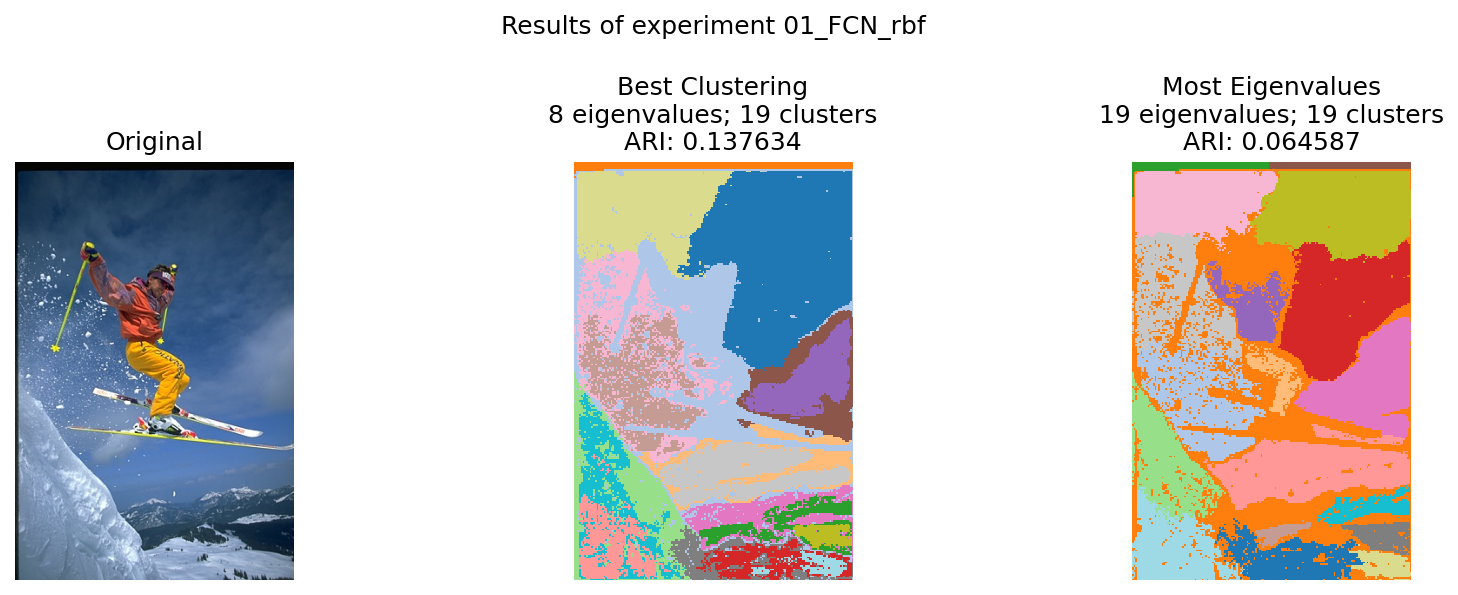 Results of experiment 01_FCN_rbf
Original
Best Clustering
8 eigenvalues; 19 clusters
ARI: 0.137634
Most Eigenvalues
19 eigenvalues; 19 clusters
ARI: 0.064587